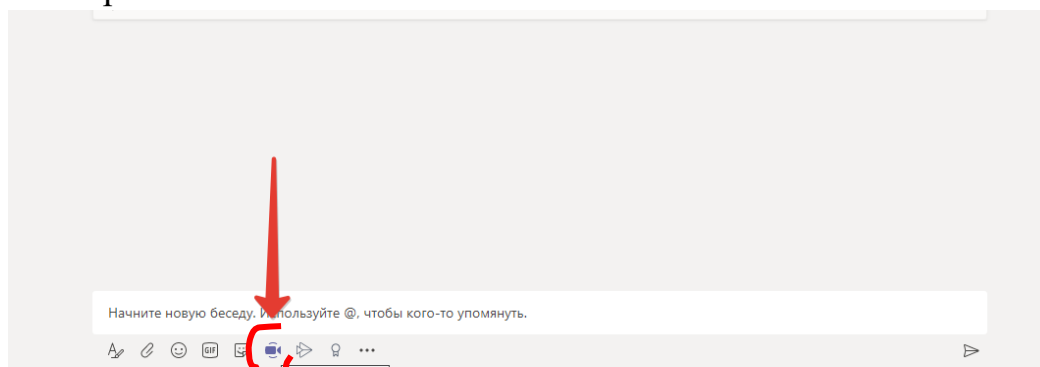 Начните новую беседу. Используйте @, чтобы кого-то упомянуть.
GIF